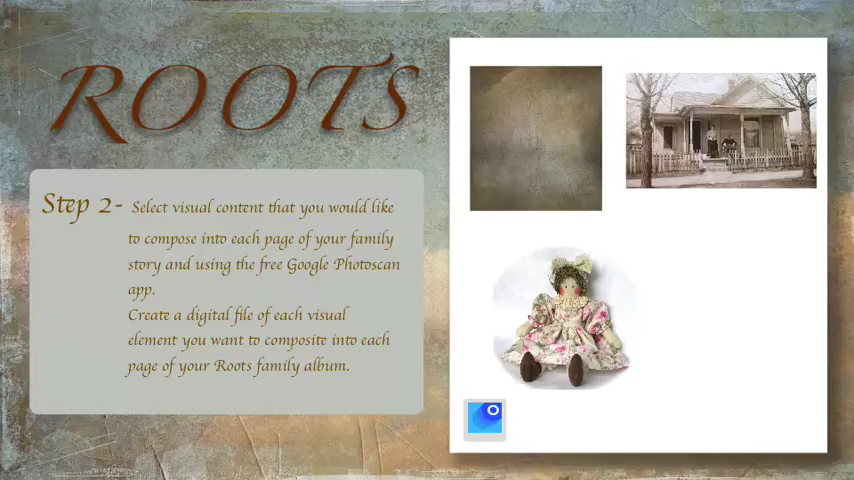 ROOTS
Step 2- Select visual content that you would like
to compose into each page of your family
story and using the free Google Photoscan
app.
Create a digital file of each visual
element you want to composite into each
page of your Roots family album.